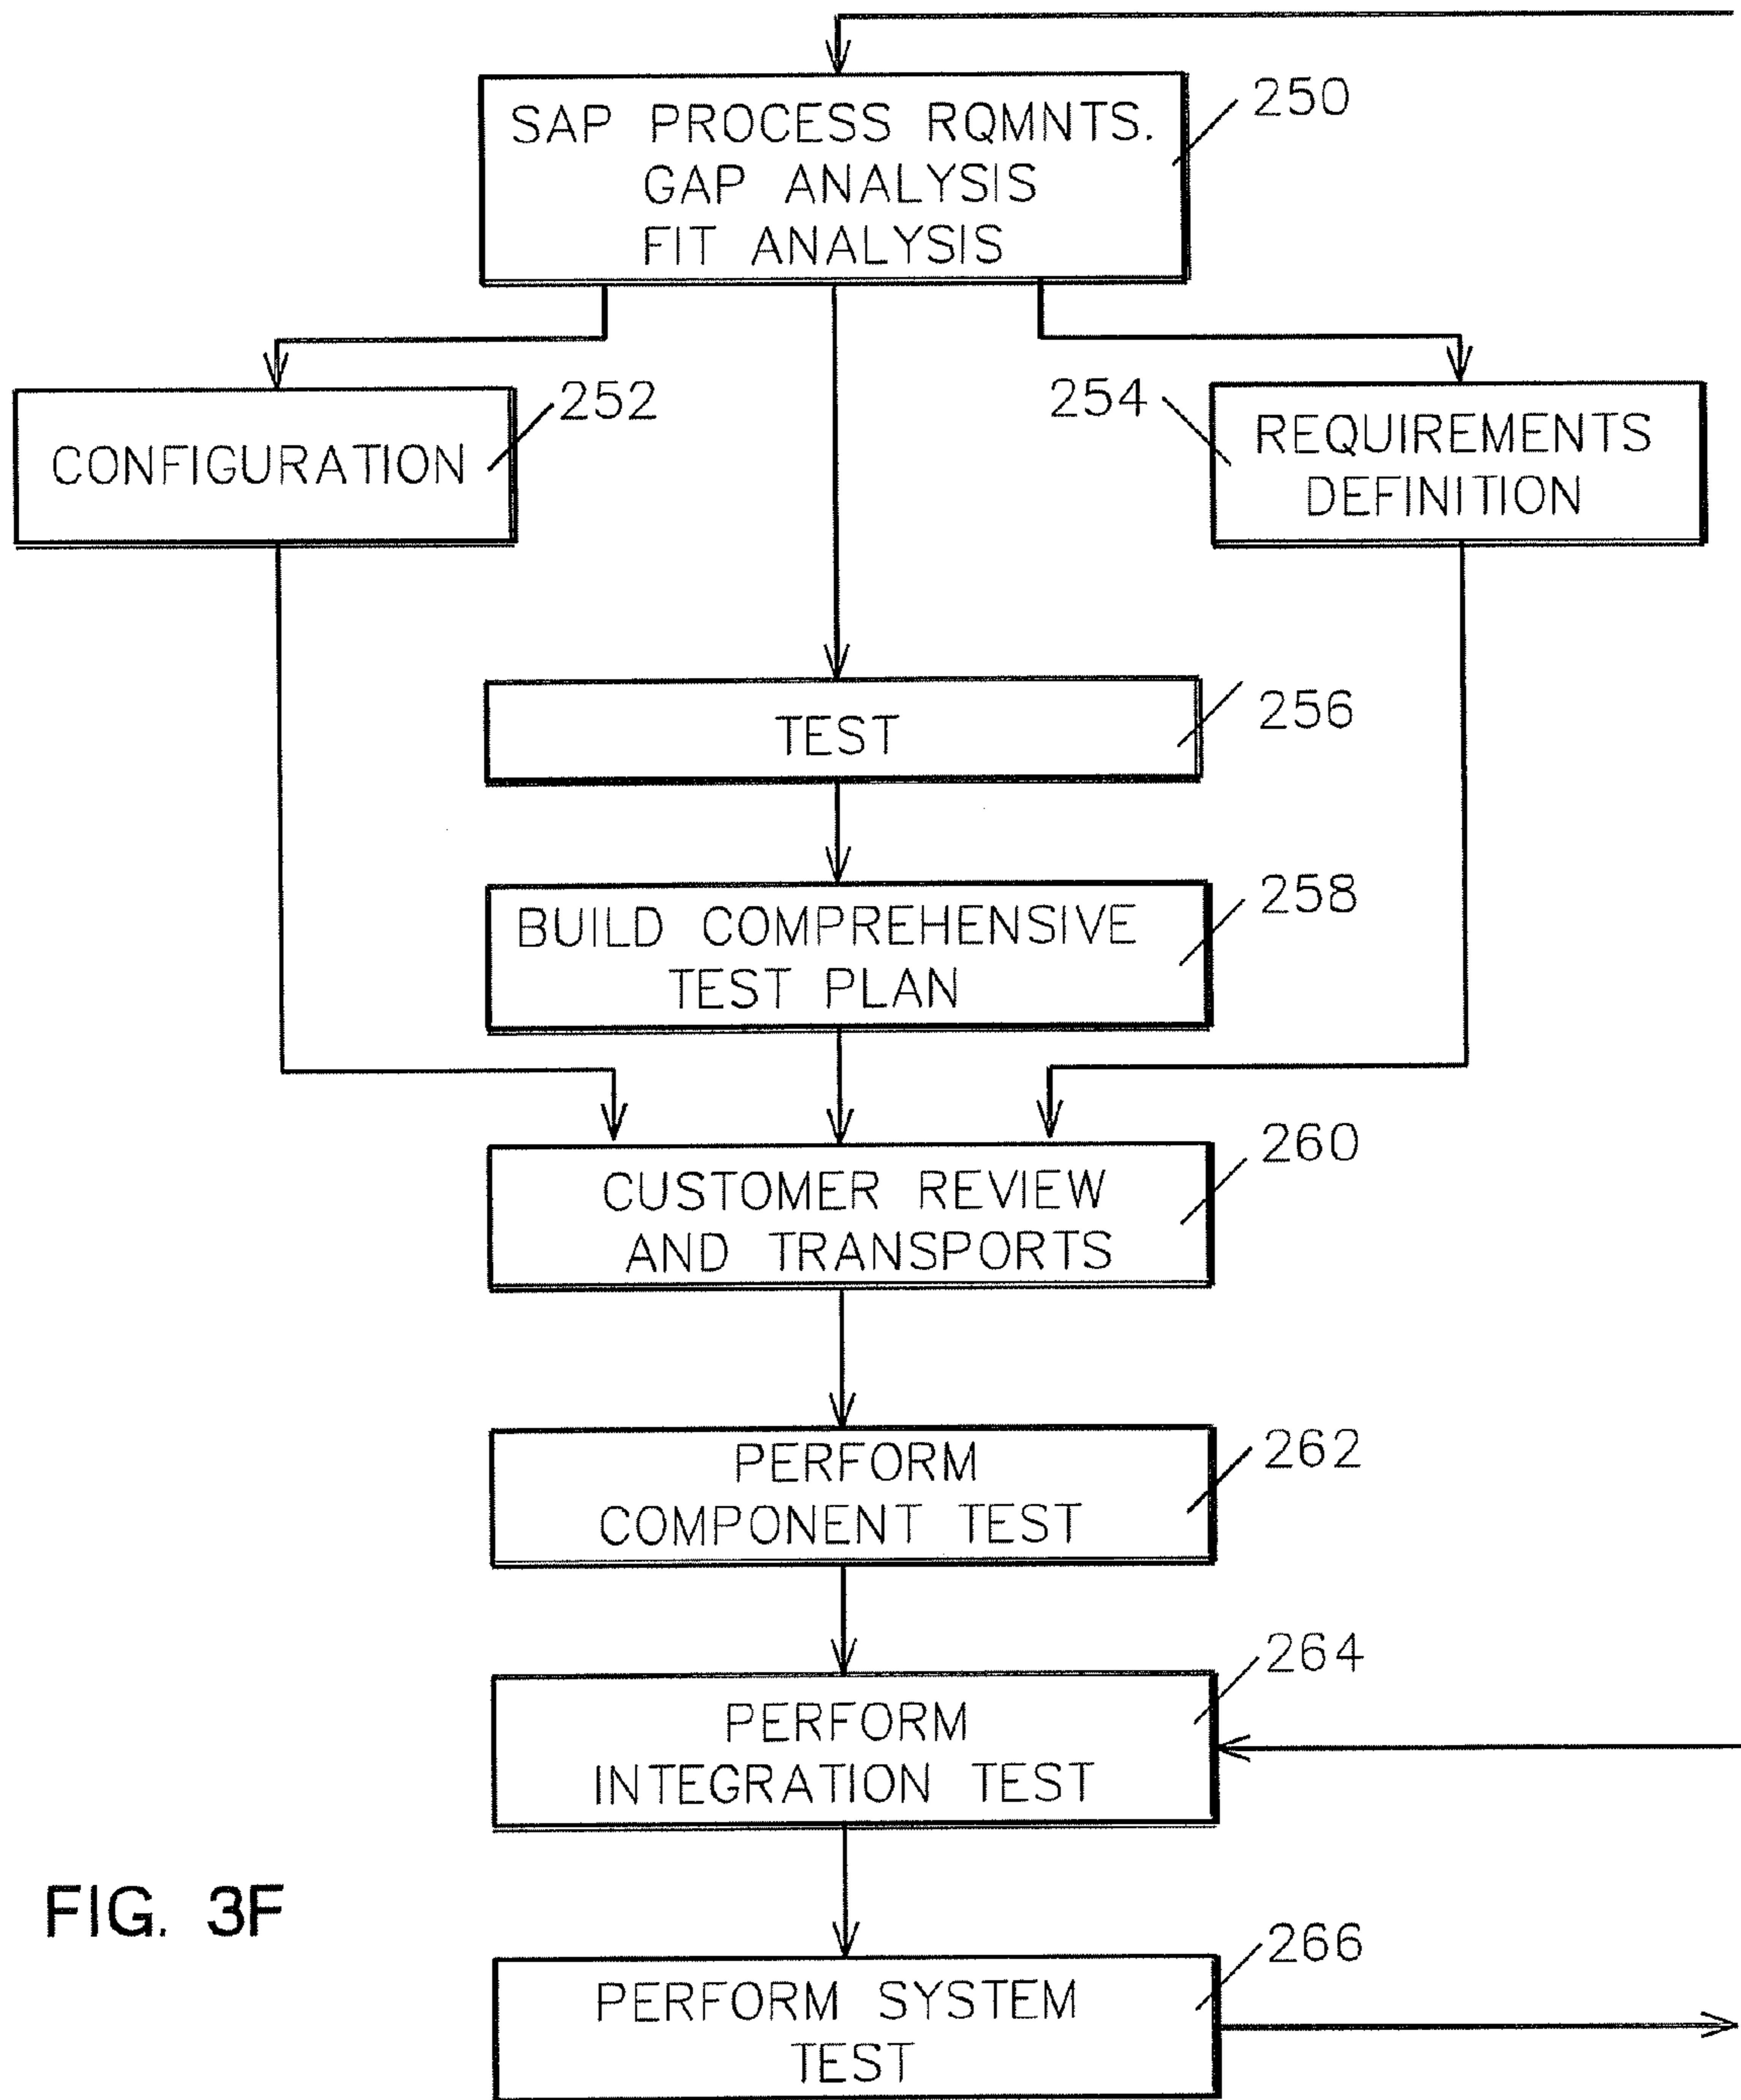 SAP PROCESS RQMNTS.
GAP ANALYSIS
FIT ANALYSIS
250
CONFIGURATION
252
254
REQUIREMENTS
DEFINITION
TEST
256
BUILD COMPREHENSIVE
TEST PLAN
258
CUSTOMER REVIEW
AND TRANSPORTS
260
PERFORM
COMPONENT TEST
262
PERFORM
INTEGRATION TEST
264
FIG. 3F
PERFORM SYSTEM
TEST
266